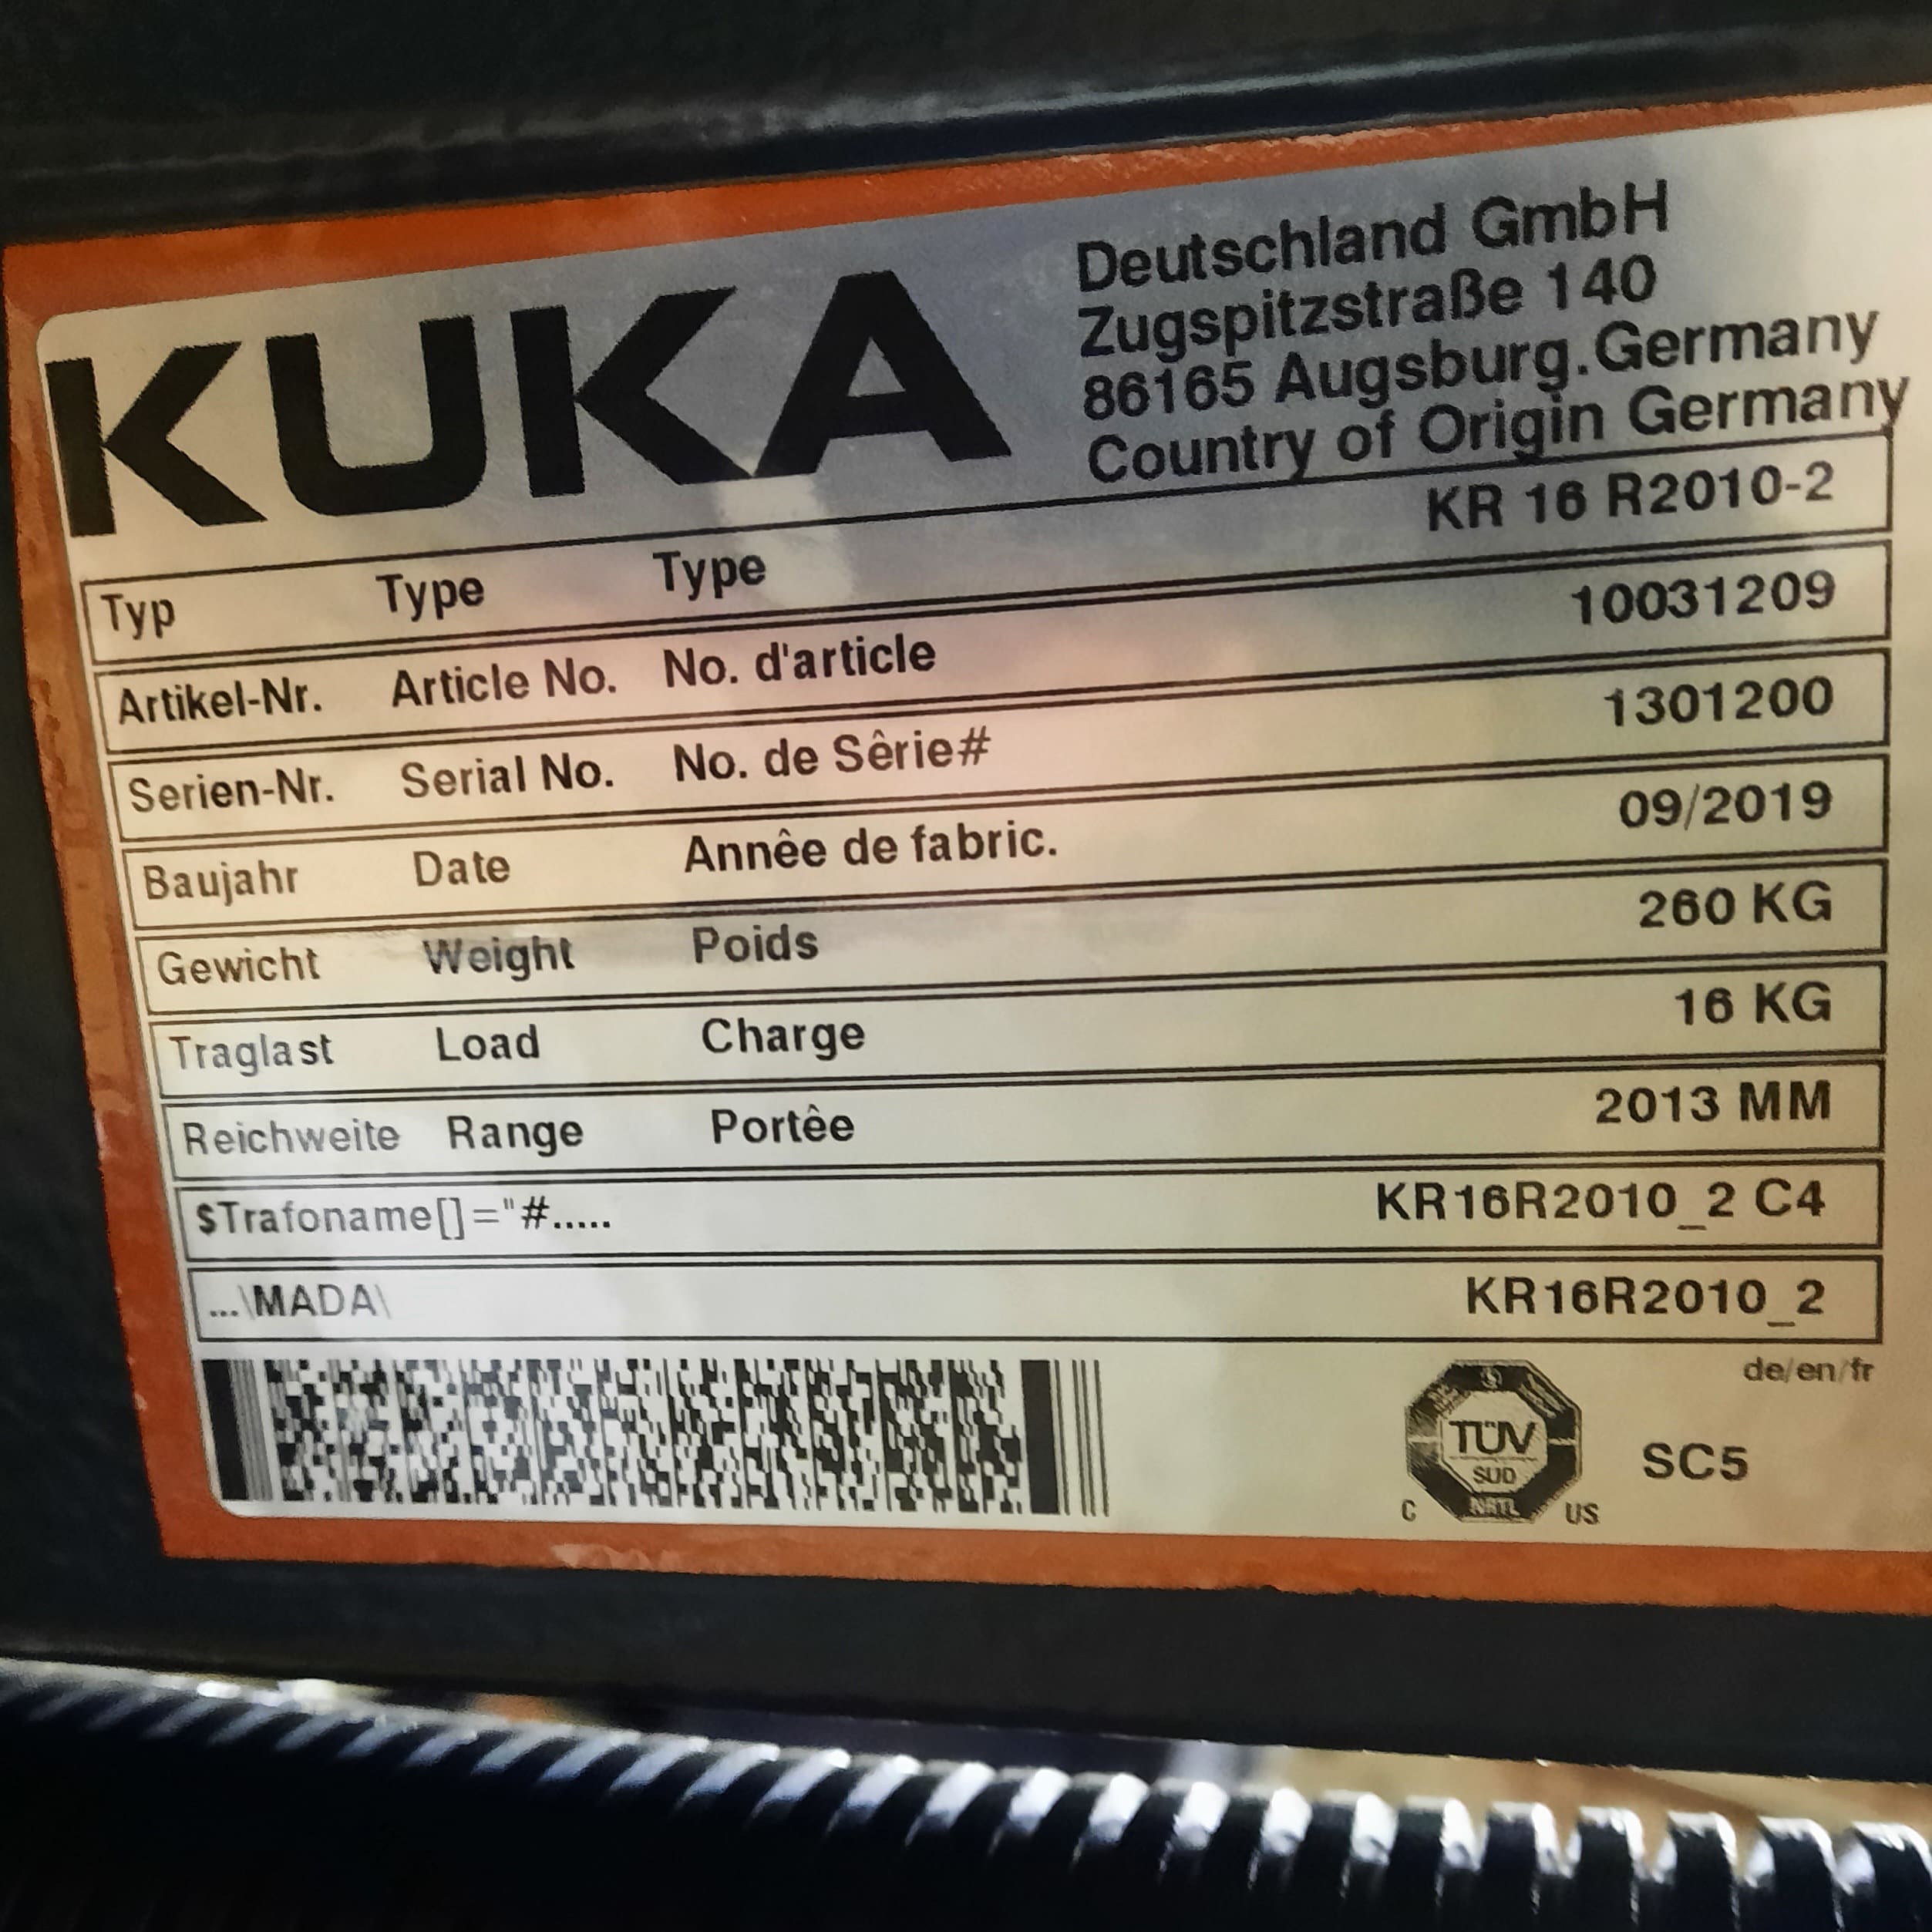 KUKA
Deutschland GmbH
Zugspitzstraße 140
86165 Augsburg.Germany
Country of Origin Germany
Typ Type Type KR 16 R2010-2
Artikel-Nr. Article No. No. d'article 10031209
Serien-Nr. Serial No. No. de Sêrie# 1301200
Baujahr Date Annêe de fabric. 09/2019
Gewicht Weight Poids 260 KG
Traglast Load Charge 16 KG
Reichweite Range Portêe 2013 MM
$Trafoname[]="#..... KR16R2010_2 C4
...\MADA\ KR16R2010_2
de/en/fr
TÜV
SÜD
NRTL
C US
SC5